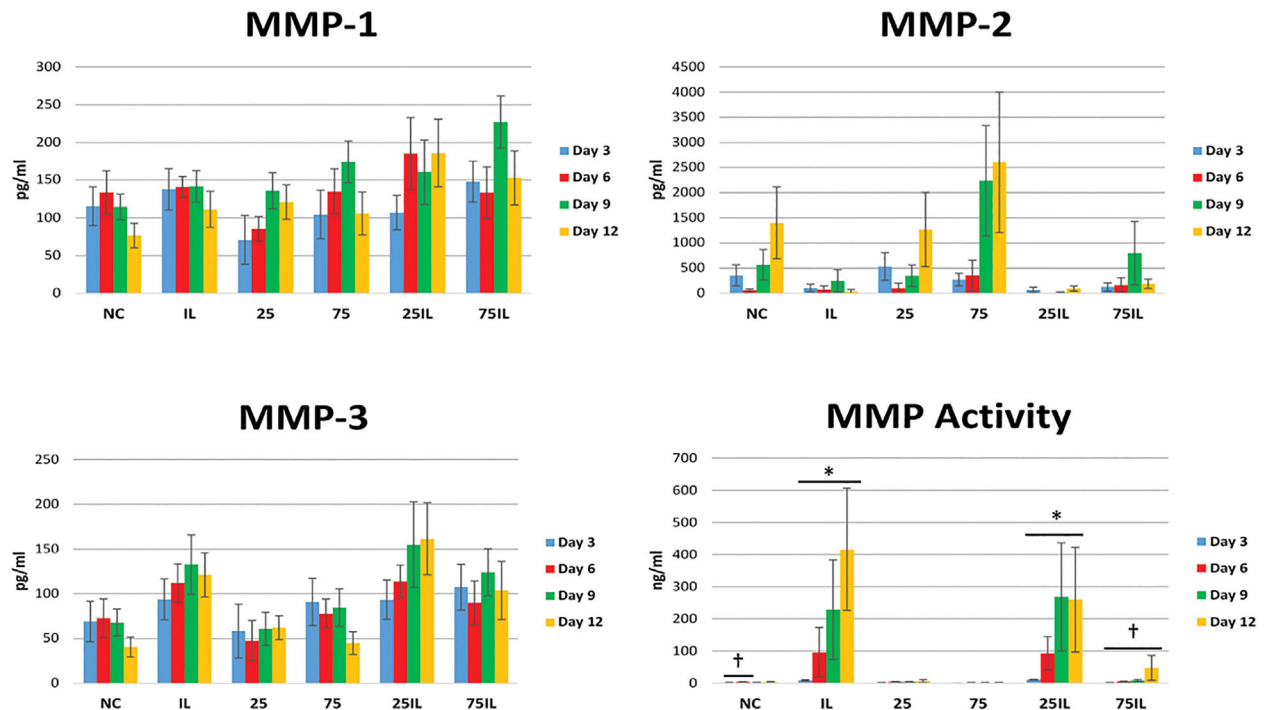 MMP-1
300
250
200
150
100
50
0
pg/ml
NC IL 25 75 25IL 75IL
Day 3
Day 6
Day 9
Day 12
MMP-2
4500
4000
3500
3000
2500
2000
1500
1000
500
0
pg/ml
NC IL 25 75 25IL 75IL
Day 3
Day 6
Day 9
Day 12
MMP-3
250
200
150
100
50
0
pg/ml
NC IL 25 75 25IL 75IL
Day 3
Day 6
Day 9
Day 12
MMP Activity
700
600
500
400
300
200
100
0
ng/ml
* 
*
†
†
NC IL 25 75 25IL 75IL
Day 3
Day 6
Day 9
Day 12